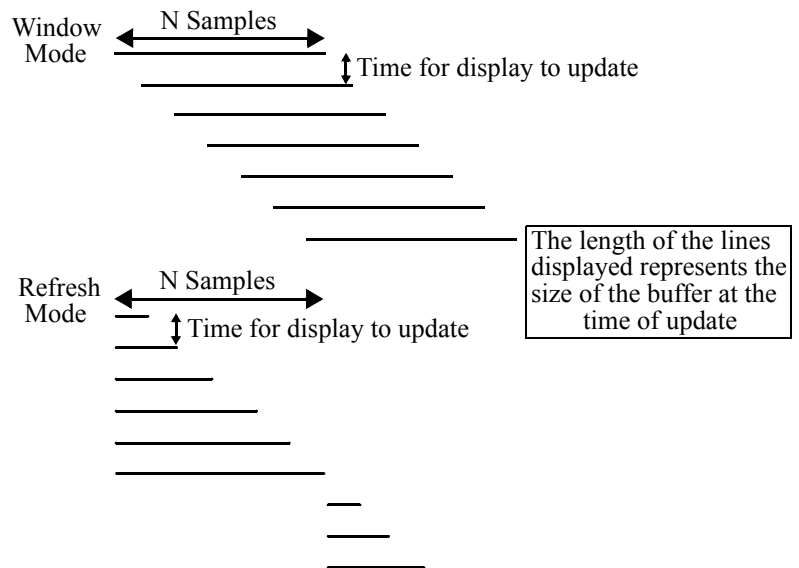 Window
Mode
N Samples
Time for display to update
The length of the lines
displayed represents the
size of the buffer at the
time of update
Refresh
Mode
N Samples
Time for display to update